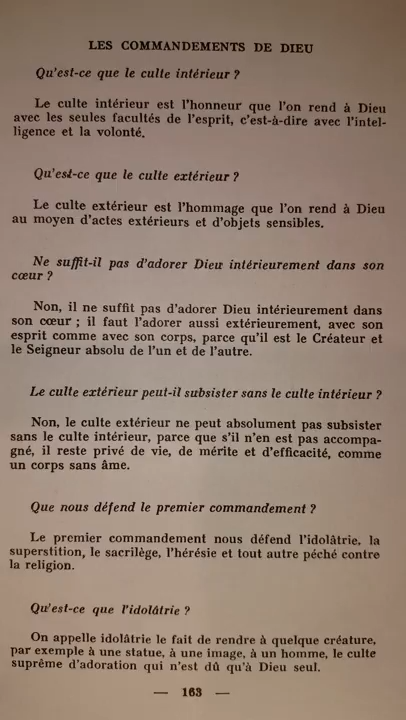 LES COMMANDEMENTS DE DIEU
Qu'est-ce que le culte intérieur ?
Le culte intérieur est l'honneur que l'on rend à Dieu
avec les seules facultés de l'esprit, c'est-à-dire avec l'intel-
ligence et la volonté.
Qu'est-ce que le culte extérieur ?
Le culte extérieur est l'hommage que l'on rend à Dieu
au moyen d'actes extérieurs et d'objets sensibles.
Ne suffit-il pas d'adorer Dieu intérieurement dans son
cœur ?
Non, il ne suffit pas d'adorer Dieu intérieurement dans
son cœur ; il faut l'adorer aussi extérieurement, avec son
esprit comme avec son corps, parce qu'il est le Créateur et
le Seigneur absolu de l'un et de l'autre.
Le culte extérieur peut-il subsister sans le culte intérieur ?
Non, le culte extérieur ne peut absolument pas subsister
sans le culte intérieur, parce que s'il n'en est pas accompa-
gné, il reste privé de vie, de mérite et d'efficacité, comme
un corps sans âme.
Que nous défend le premier commandement ?
Le premier commandement nous défend l'idolâtrie, la
superstition, le sacrilège, l'hérésie et tout autre péché contre
la religion.
Qu'est-ce que l'idolâtrie ?
On appelle idolâtrie le fait de rendre à quelque créature,
par exemple à une statue, à une image, à un homme, le culte
suprême d'adoration qui n'est dû qu'à Dieu seul.
— 163 —